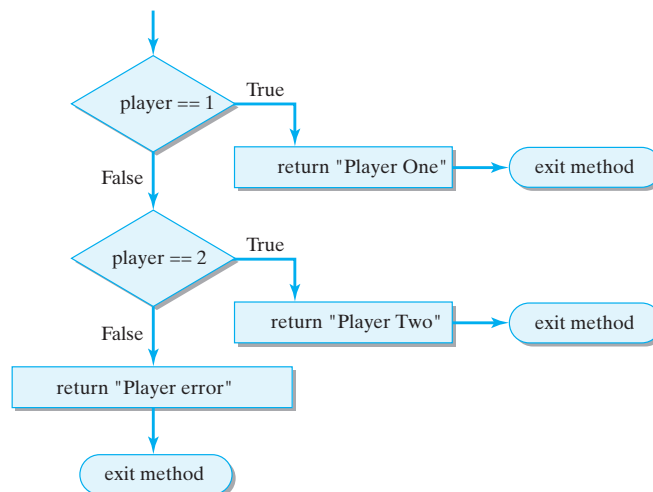 player == 1
True
return "Player One"
exit method
False
player == 2
True
return "Player Two"
exit method
False
return "Player error"
exit method